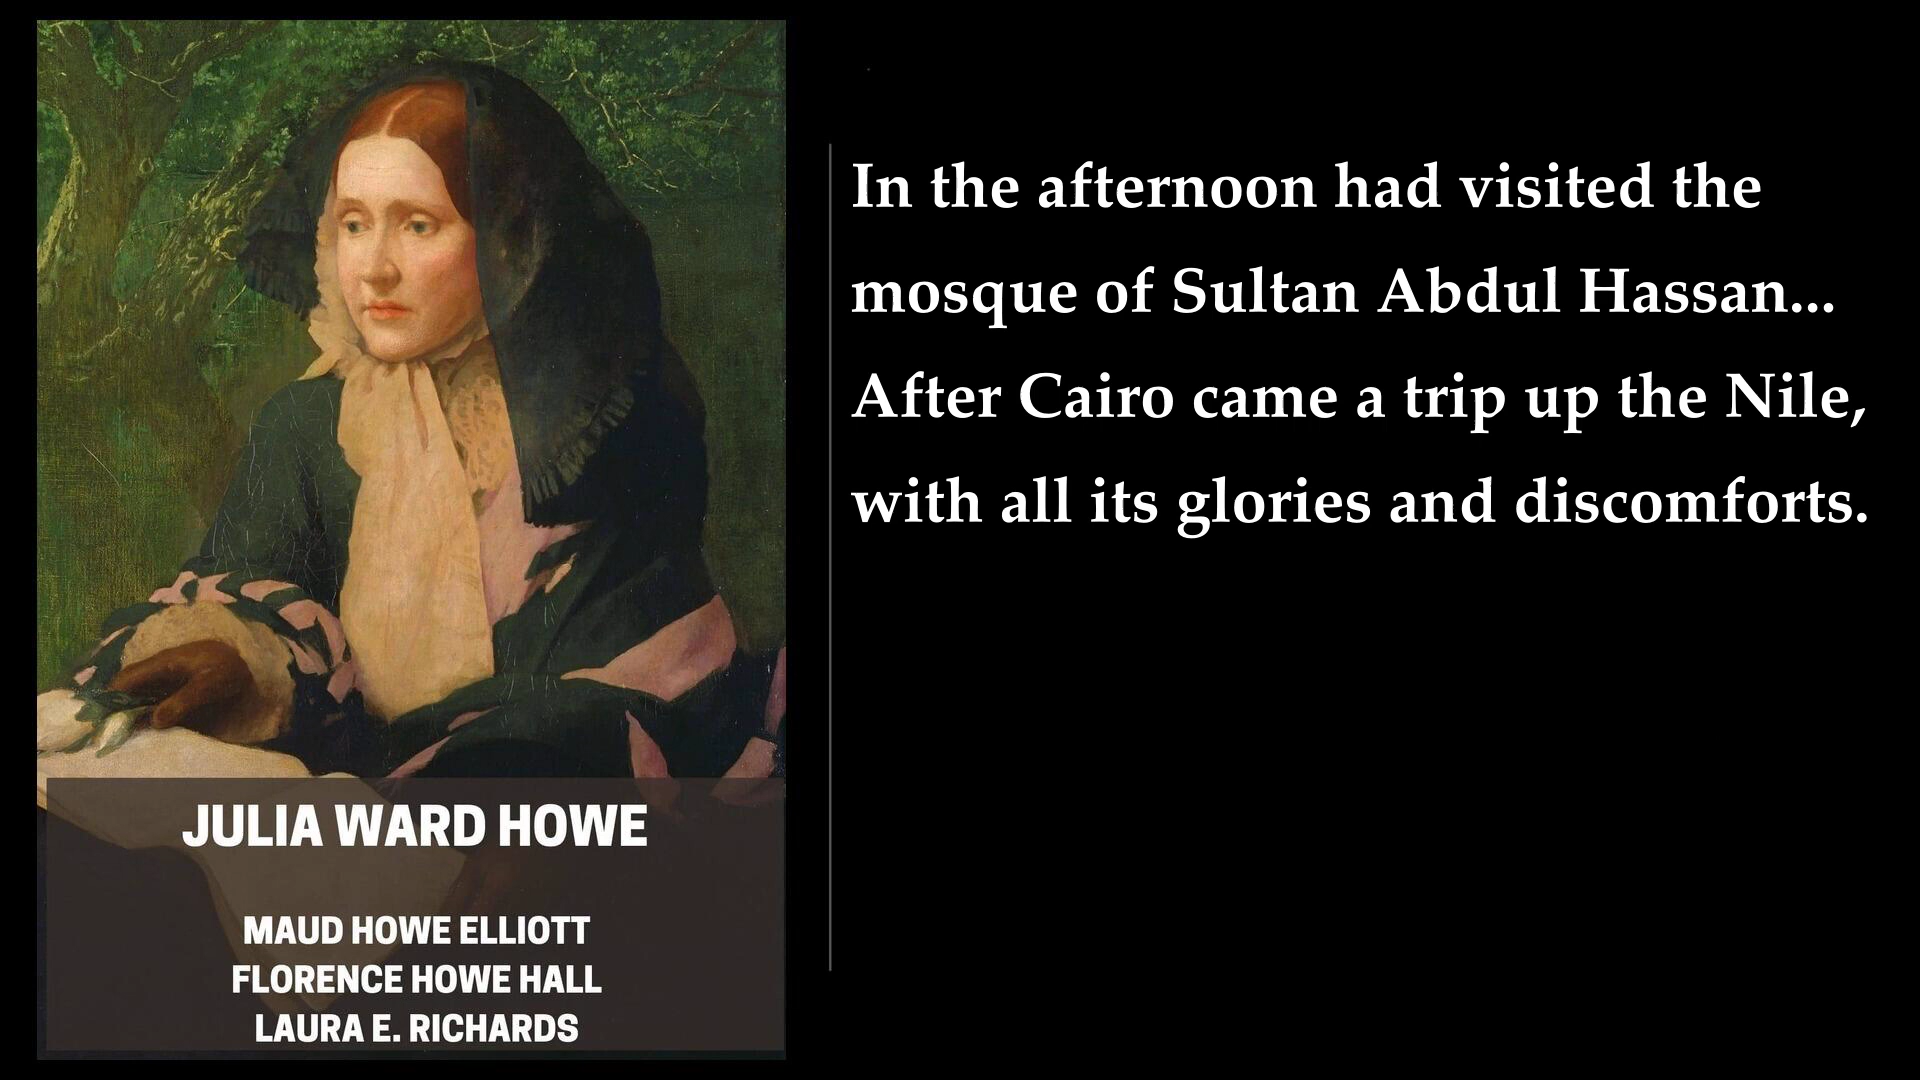 JULIA WARD HOWE
MAUD HOWE ELLIOTT
FLORENCE HOWE HALL
LAURA E. RICHARDS
In the afternoon had visited the
mosque of Sultan Abdul Hassan...
After Cairo came a trip up the Nile,
with all its glories and discomforts.